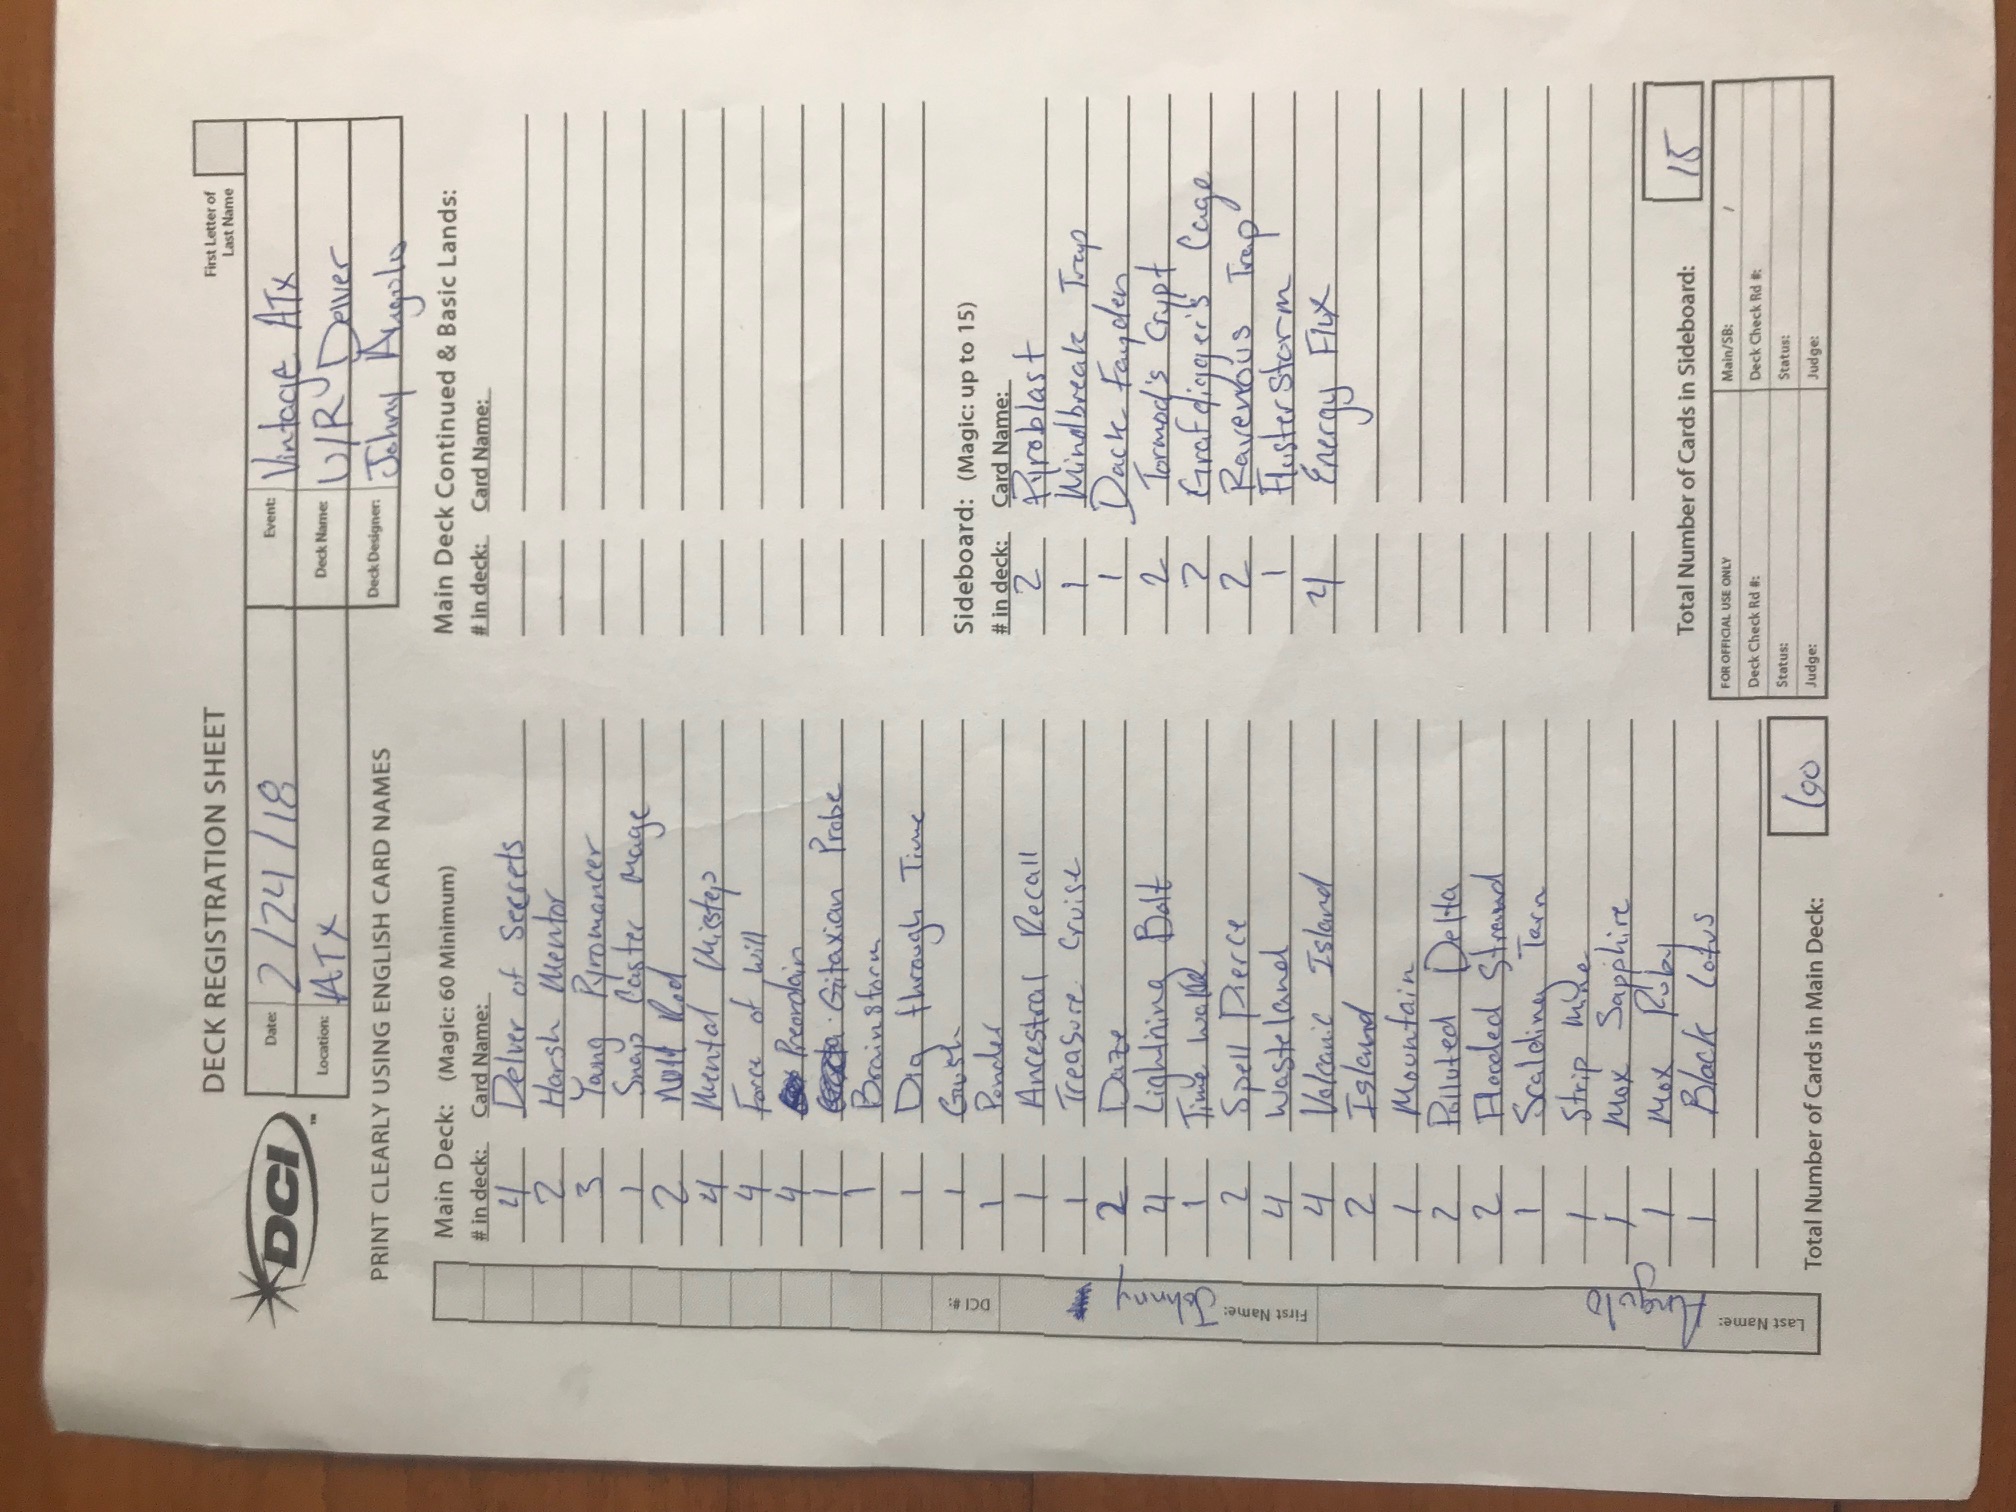 DECK REGISTRATION SHEET
First Letter of
Last Name
DCI
TM
Date: 2/24/18
Event: Vintage ATX
Location: ATX
Deck Name: U/R Delver
Deck Designer: Johny Angulo
PRINT CLEARLY USING ENGLISH CARD NAMES
Main Deck: (Magic: 60 Minimum)
# in deck: Card Name:
4 Delver of Secrets
2 Harsh Mentor
3 Young Pyromancer
1 Snap Caster Mage
2 Null Rod
4 Mental Misstep
4 Force of Will
4 Preordain
1 Gitaxian Probe
1 Brainstorm
1 Dig through Time
1 Gush
1 Ponder
1 Ancestral Recall
1 Treasure Cruise
2 Daze
4 Lightning Bolt
1 Time Walk
2 Spell Pierce
4 Wasteland
4 Volcanic Island
2 Island
1 Mountain
2 Polluted Delta
2 Flooded Strand
1 Scalding Tarn
1 Strip Mine
1 Mox Sapphire
1 Mox Ruby
1 Black Lotus
Total Number of Cards in Main Deck: 60
Main Deck Continued & Basic Lands:
# in deck: Card Name:
Sideboard: (Magic: up to 15)
# in deck: Card Name:
2 Pyroblast
1 Mindbreak Trap
1 Dack Fayden
2 Tormod's Crypt
2 Grafdigger's Cage
2 Ravenous Trap
1 Flusterstorm
4 Energy Flux
Total Number of Cards in Sideboard: 15
FOR OFFICIAL USE ONLY
Main/SB: /
Deck Check Rd #:
Deck Check Rd #:
Status:
Status:
Judge:
Judge:
Last Name: Angulo
First Name: Johnny
DCI #: